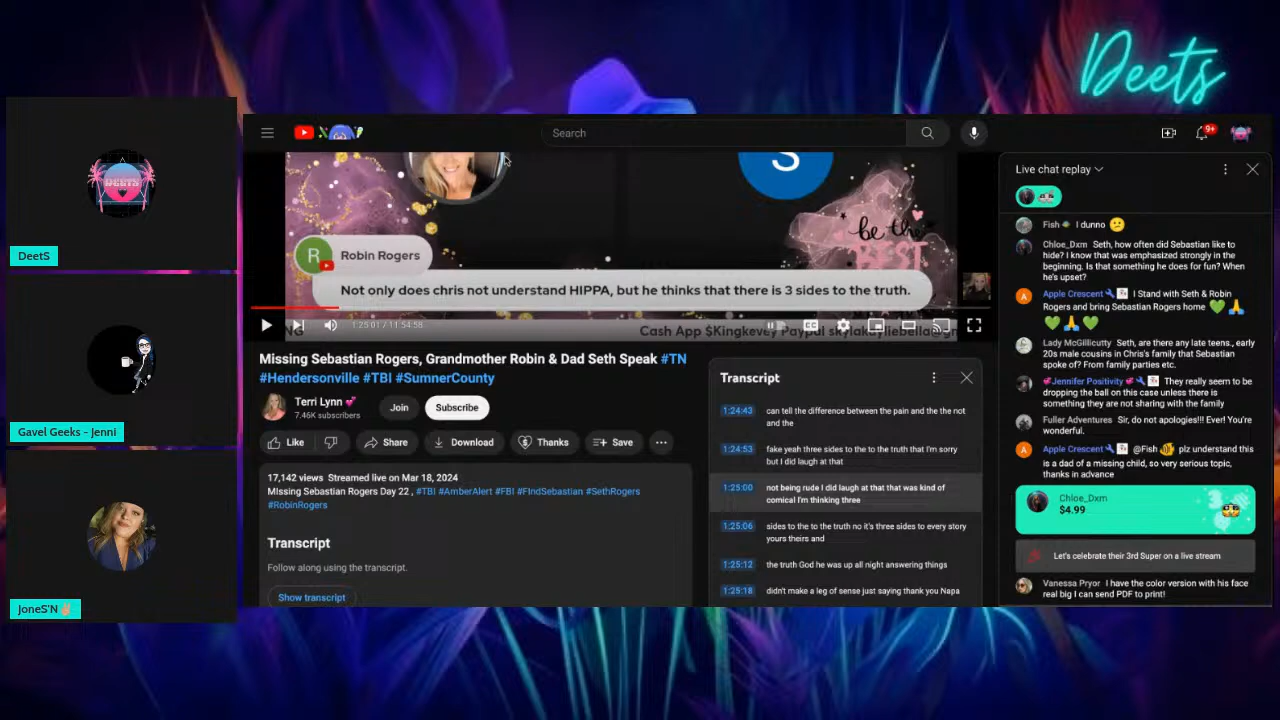 Deets
DEETS
DeetS
Gavel Geeks - Jenni
JoneS'N✌🏼
Search
9+
S
be the
BEST
R
Robin Rogers
Not only does chris not understand HIPPA, but he thinks that there is 3 sides to the truth.
1:25:01 / 11:54:58
Cash App $Kingkevey Paypal skylakayliebella@g
Missing Sebastian Rogers, Grandmother Robin & Dad Seth Speak #TN
#Hendersonville #TBI #SumnerCounty
Terri Lynn 💕
7.46K subscribers
Join
Subscribe
Like
Share
Download
Thanks
Save
17,142 views Streamed live on Mar 18, 2024
Missing Sebastian Rogers Day 22 , #TBI #AmberAlert #FBI #FIndSebastian #SethRogers
#RobinRogers
Transcript
Follow along using the transcript.
Show transcript
Transcript
1:24:43 can tell the difference between the pain and the the not
and the
1:24:53 fake yeah three sides to the to the truth that I'm sorry
but I did laugh at that
1:25:00 not being rude I did laugh at that that was kind of
comical I'm thinking three
1:25:06 sides to the to the truth no it's three sides to every story
yours theirs and
1:25:12 the truth God he was up all night answering things
1:25:18 didn't make a leg of sense just saying thank you Napa
Live chat replay
Fish I dunno 😕
Chloe_Dxm Seth, how often did Sebastian like to
hide? I know that was emphasized strongly in the
beginning. Is that something he does for fun? When
he's upset?
A
Apple Crescent I Stand with Seth & Robin
Rogers and bring Sebastian Rogers home 💚🙏
💚🙏💚
Lady McGillicutty Seth, are there any late teens., early
20s male cousins in Chris's family that Sebastian
spoke of? From family parties etc.
💕Jennifer Positivity 💕 They really seem to be
dropping the ball on this case unless there is
something they are not sharing with the family
Fuller Adventures Sir, do not apologies!!! Ever! You're
wonderful.
A
Apple Crescent @Fish 🐠 plz understand this
is a dad of a missing child, so very serious topic,
thanks in advance
Chloe_Dxm
$4.99
Let's celebrate their 3rd Super on a live stream
Vanessa Pryor I have the color version with his face
real big I can send PDF to print!